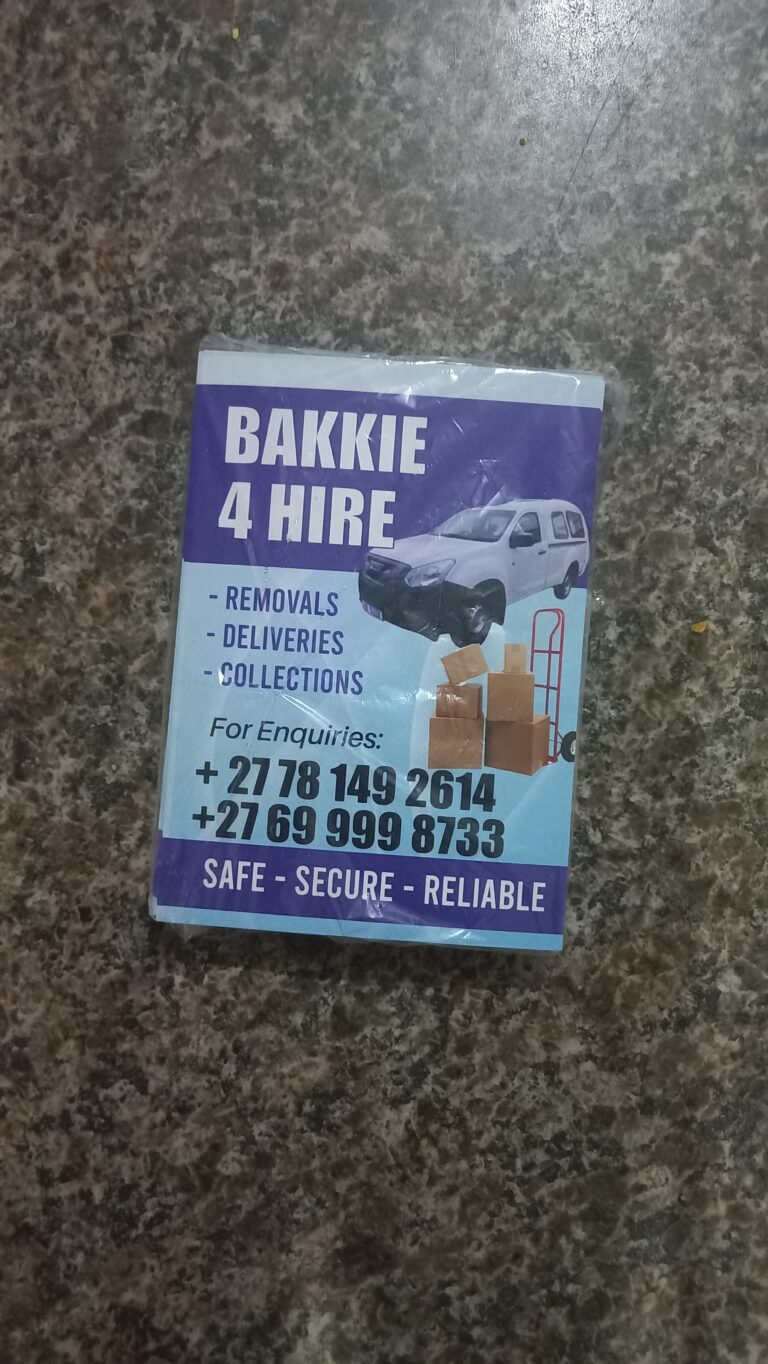 BAKKIE
4 HIRE
- REMOVALS
- DELIVERIES
- COLLECTIONS
For Enquiries:
+ 27 78 149 2614
+27 69 999 8733
SAFE - SECURE - RELIABLE